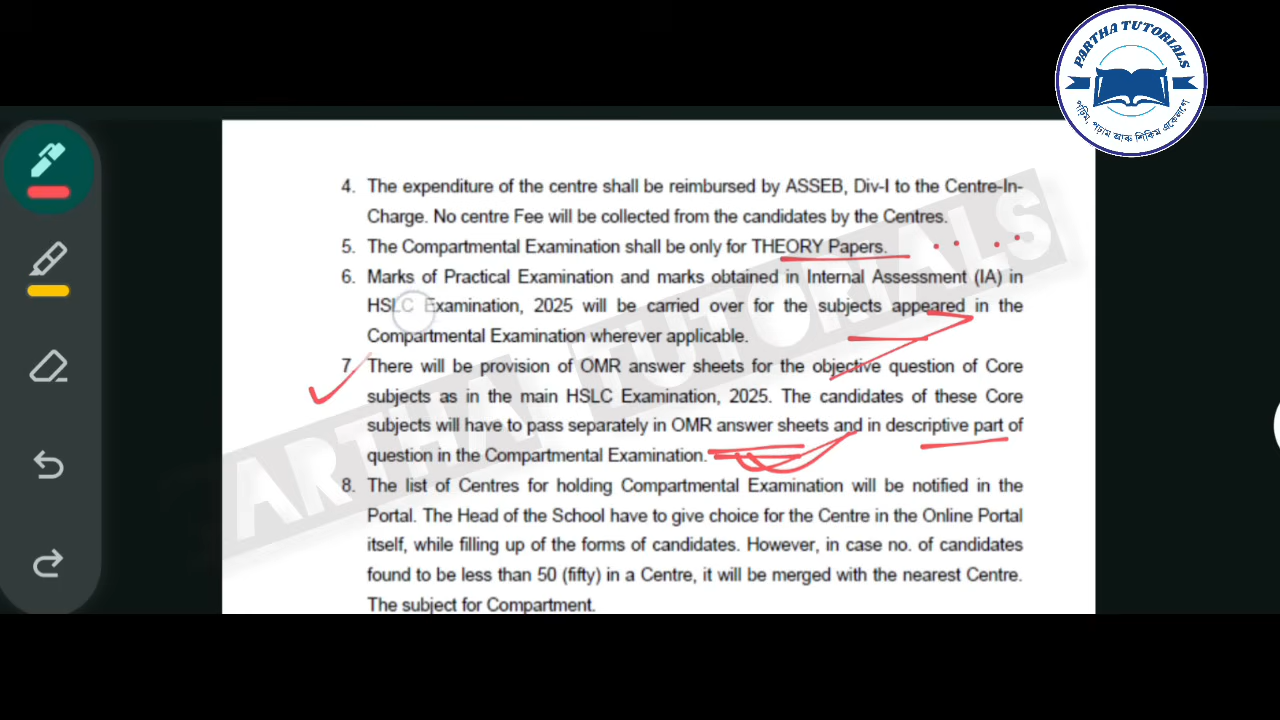 PARTHA TUTORIALS
পঢ়িম, পঢ়াম আৰু শিকিম একেলগে
4. The expenditure of the centre shall be reimbursed by ASSEB, Div-I to the Centre-In-
Charge. No centre Fee will be collected from the candidates by the Centres.
5. The Compartmental Examination shall be only for THEORY Papers.
6. Marks of Practical Examination and marks obtained in Internal Assessment (IA) in
HSLC Examination, 2025 will be carried over for the subjects appeared in the
Compartmental Examination wherever applicable.
7. There will be provision of OMR answer sheets for the objective question of Core
subjects as in the main HSLC Examination, 2025. The candidates of these Core
subjects will have to pass separately in OMR answer sheets and in descriptive part of
question in the Compartmental Examination.
8. The list of Centres for holding Compartmental Examination will be notified in the
Portal. The Head of the School have to give choice for the Centre in the Online Portal
itself, while filling up of the forms of candidates. However, in case no. of candidates
found to be less than 50 (fifty) in a Centre, it will be merged with the nearest Centre.
The subject for Compartment.
PARTHA TUTORIALS